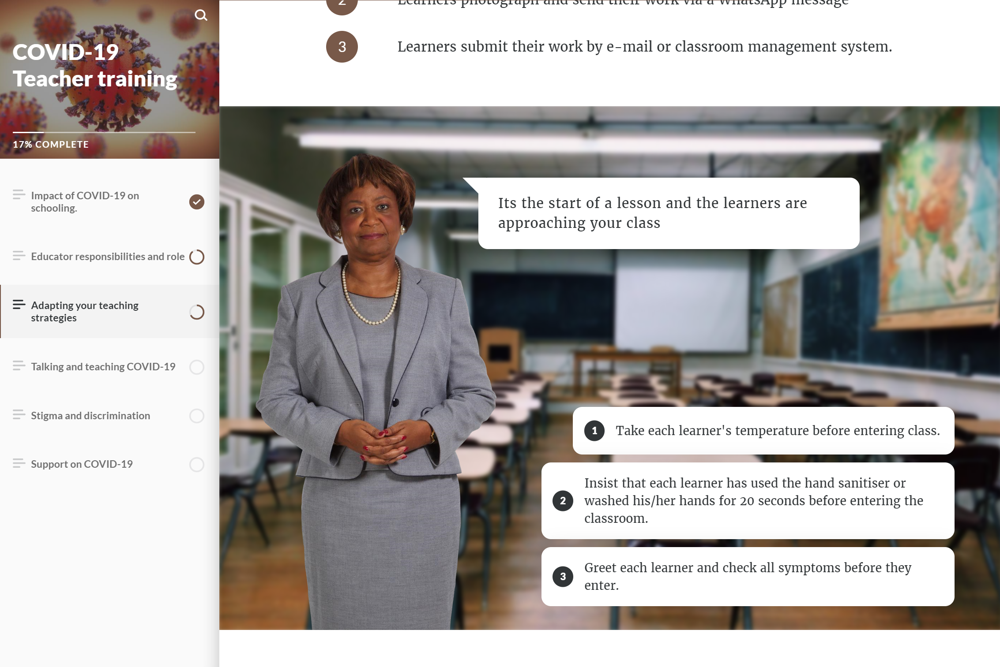 COVID-19
Teacher training
17% COMPLETE
Impact of COVID-19 on
schooling.
Educator responsibilities and role
Adapting your teaching
strategies
Talking and teaching COVID-19
Stigma and discrimination
Support on COVID-19
2 Learners photograph and send their work via a WhatsApp message
3 Learners submit their work by e-mail or classroom management system.
Its the start of a lesson and the learners are
approaching your class
1 Take each learner's temperature before entering class.
2 Insist that each learner has used the hand sanitiser or
washed his/her hands for 20 seconds before entering the
classroom.
3 Greet each learner and check all symptoms before they
enter.